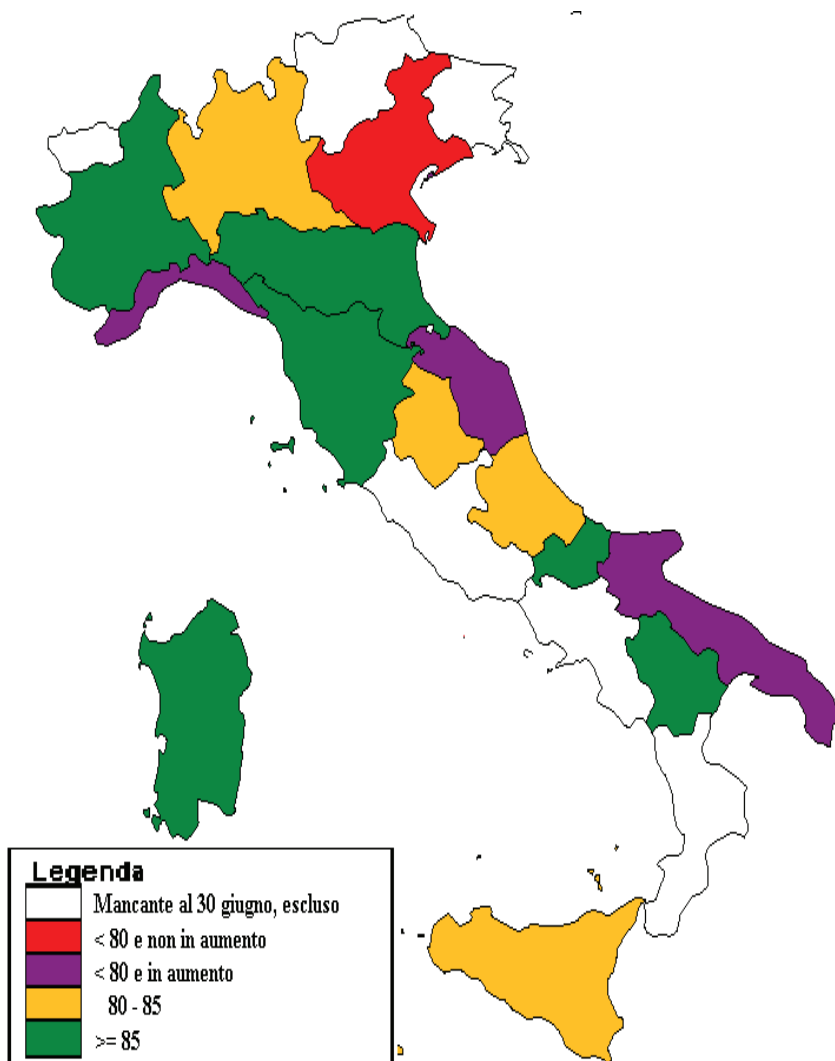 Legenda
Mancante al 30 giugno, escluso
< 80 e non in aumento
< 80 e in aumento
80 - 85
>= 85